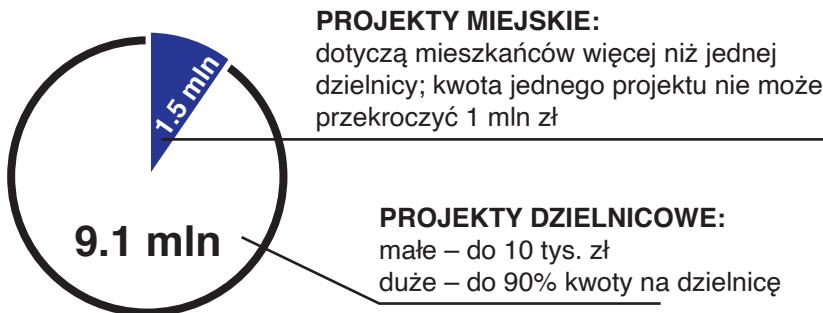 PROJEKTY MIEJSKIE:
dotyczą mieszkańców więcej niż jednej
dzielnicy; kwota jednego projektu nie może
przekroczyć 1 mln zł
1.5 mln
9.1 mln
PROJEKTY DZIELNICOWE:
małe – do 10 tys. zł
duże – do 90% kwoty na dzielnicę